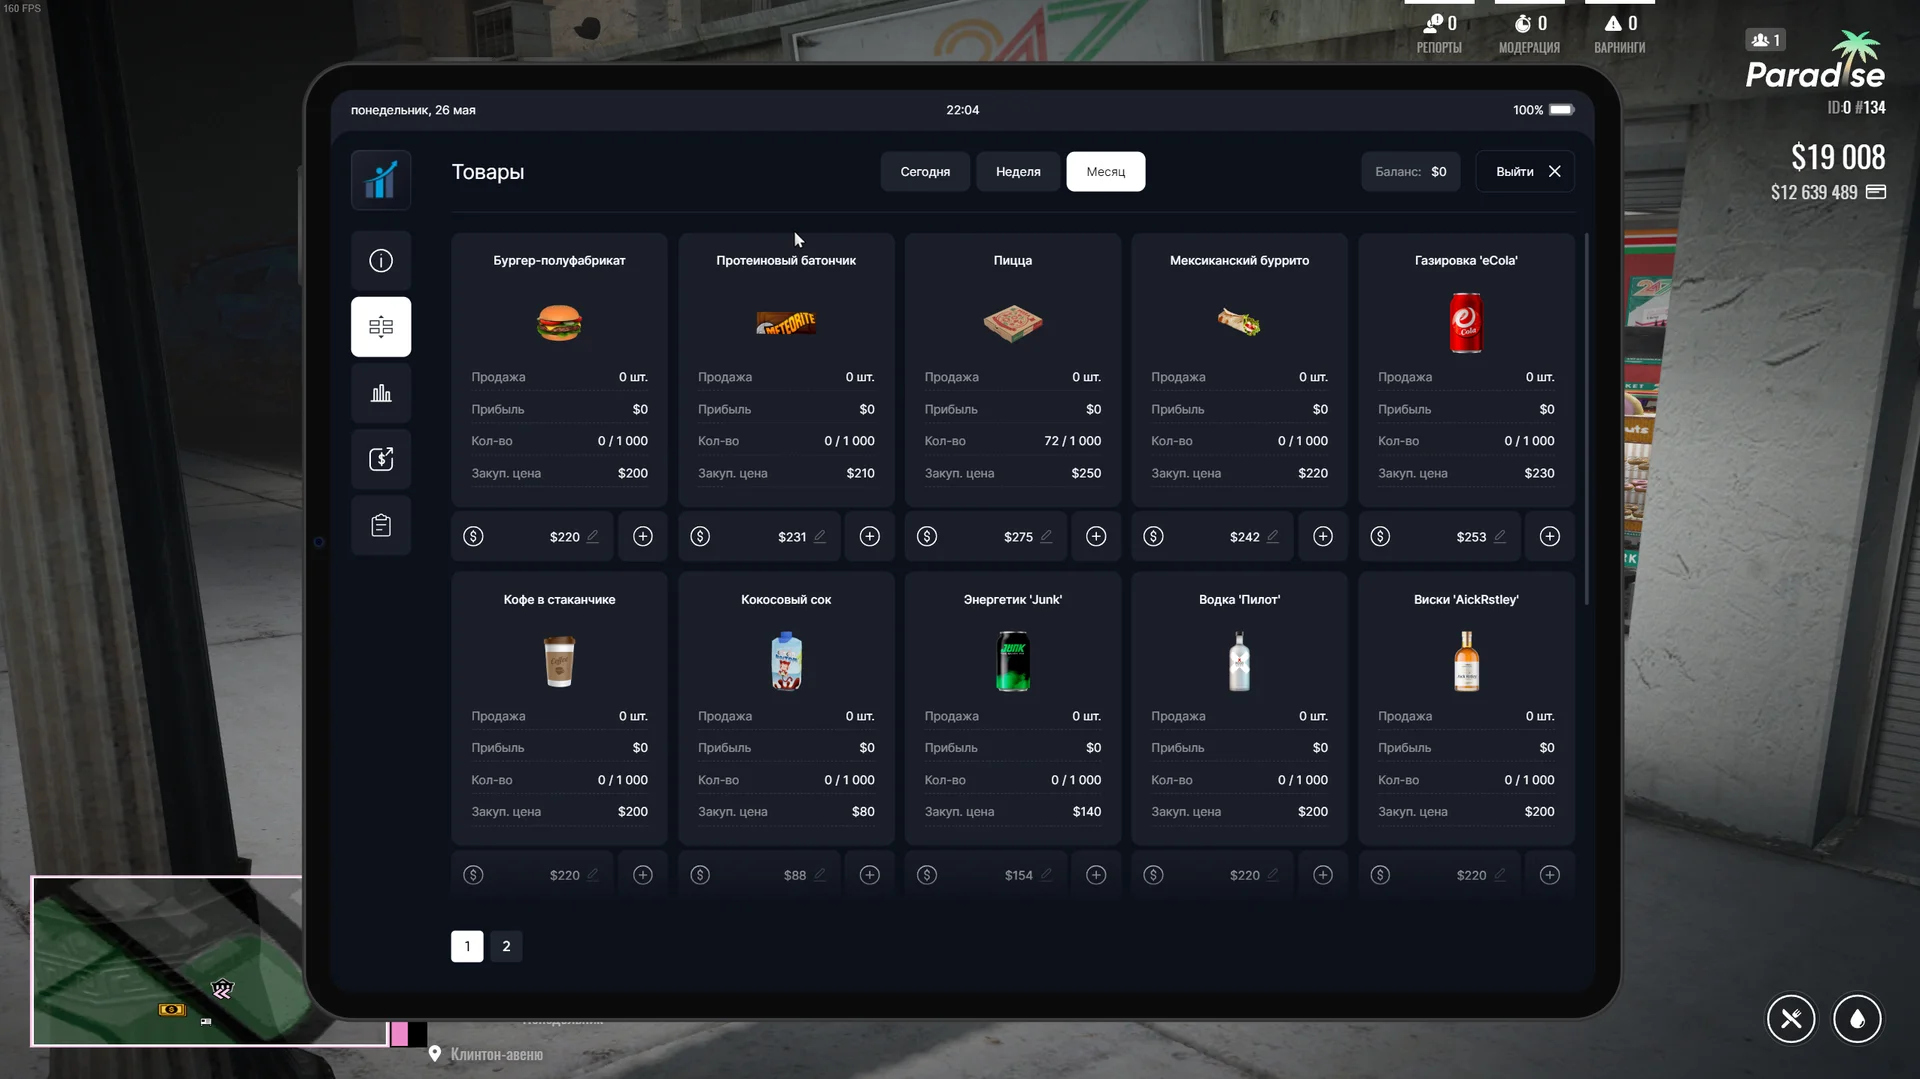 160 FPS
0
РЕПОРТЫ
0
МОДЕРАЦИЯ
0
ВАРНИНГИ
1
Paradise
ID:0 #134
$19 008
$12 639 489
понедельник, 26 мая
22:04
100%
Товары
Сегодня
Неделя
Месяц
Баланс: $0
Выйти
Бургер-полуфабрикат
Продажа 0 шт.
Прибыль $0
Кол-во 0 / 1 000
Закуп. цена $200
$220
Протеиновый батончик
METEORITE
Продажа 0 шт.
Прибыль $0
Кол-во 0 / 1 000
Закуп. цена $210
$231
Пицца
Продажа 0 шт.
Прибыль $0
Кол-во 72 / 1 000
Закуп. цена $250
$275
Мексиканский буррито
Продажа 0 шт.
Прибыль $0
Кол-во 0 / 1 000
Закуп. цена $220
$242
Газировка 'eCola'
Cola
Продажа 0 шт.
Прибыль $0
Кол-во 0 / 1 000
Закуп. цена $230
$253
Кофе в стаканчике
Coffee
Продажа 0 шт.
Прибыль $0
Кол-во 0 / 1 000
Закуп. цена $200
$220
Кокосовый сок
Продажа 0 шт.
Прибыль $0
Кол-во 0 / 1 000
Закуп. цена $80
$88
Энергетик 'Junk'
JUNK
Продажа 0 шт.
Прибыль $0
Кол-во 0 / 1 000
Закуп. цена $140
$154
Водка 'Пилот'
Продажа 0 шт.
Прибыль $0
Кол-во 0 / 1 000
Закуп. цена $200
$220
Виски 'AickRstley'
Продажа 0 шт.
Прибыль $0
Кол-во 0 / 1 000
Закуп. цена $200
$220
1
2
Клинтон-авеню